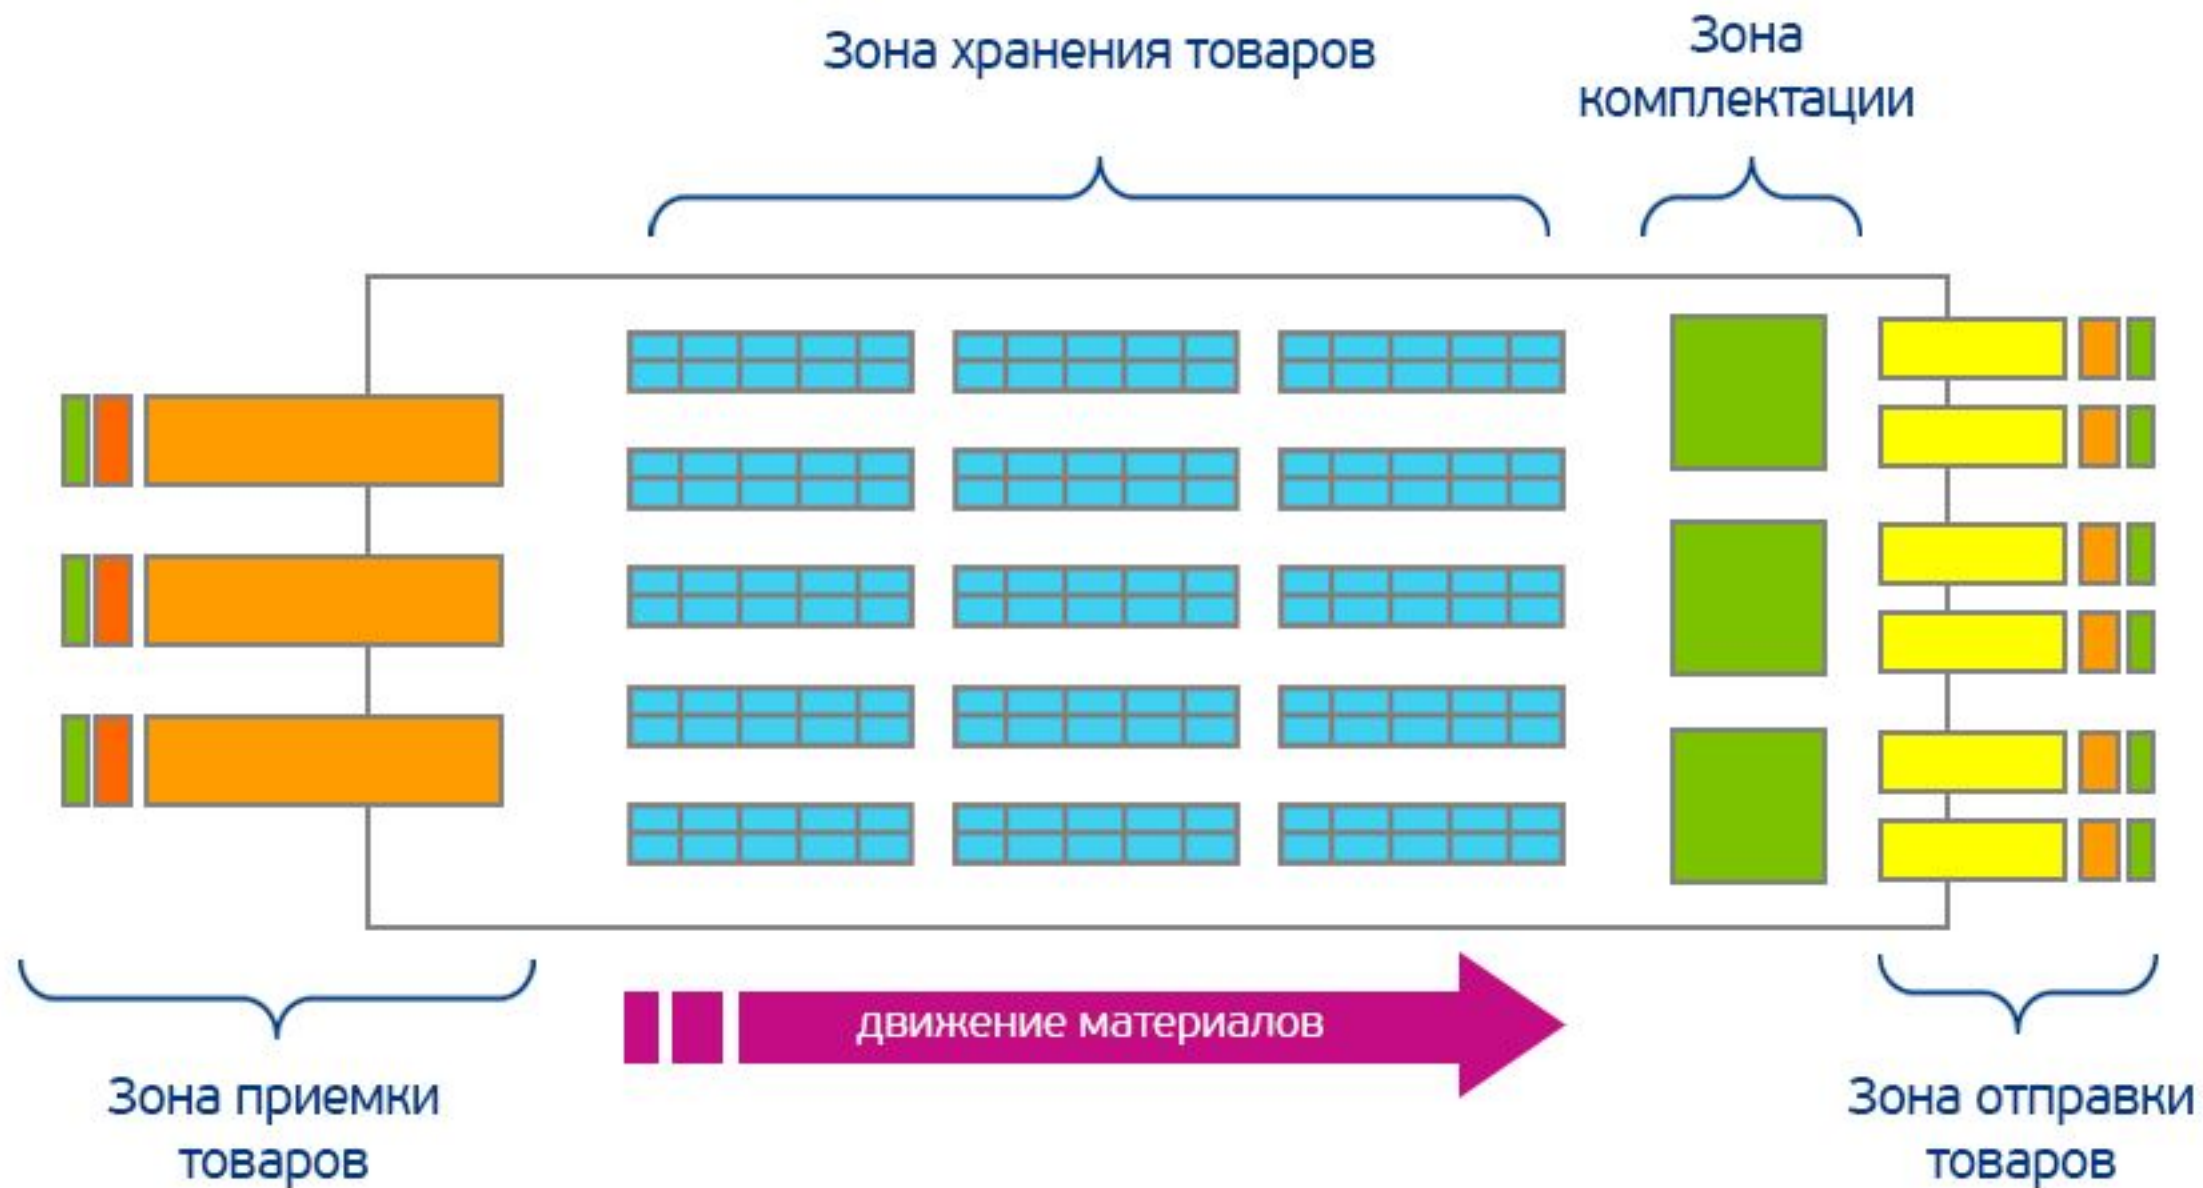 Зона хранения товаров
Зона
комплектации
движение материалов
Зона приемки
товаров
Зона отправки
товаров